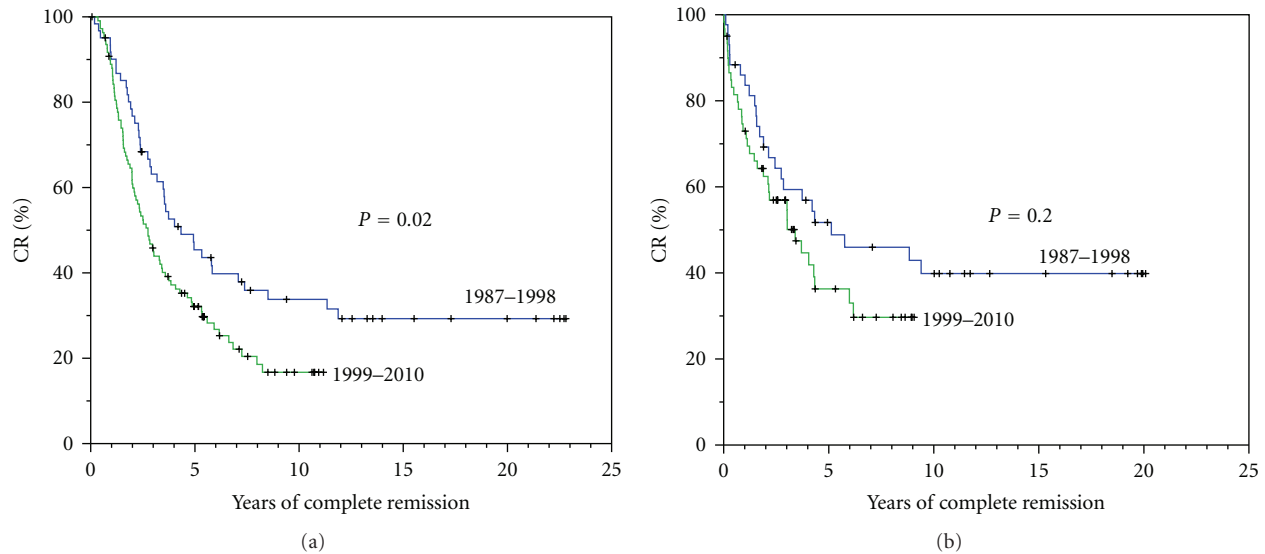 100
80
60
40
20
0
CR (%)
P = 0.02
1987–1998
1999–2010
0 5 10 15 20 25
Years of complete remission
(a)
100
80
60
40
20
0
CR (%)
P = 0.2
1987–1998
1999–2010
0 5 10 15 20 25
Years of complete remission
(b)